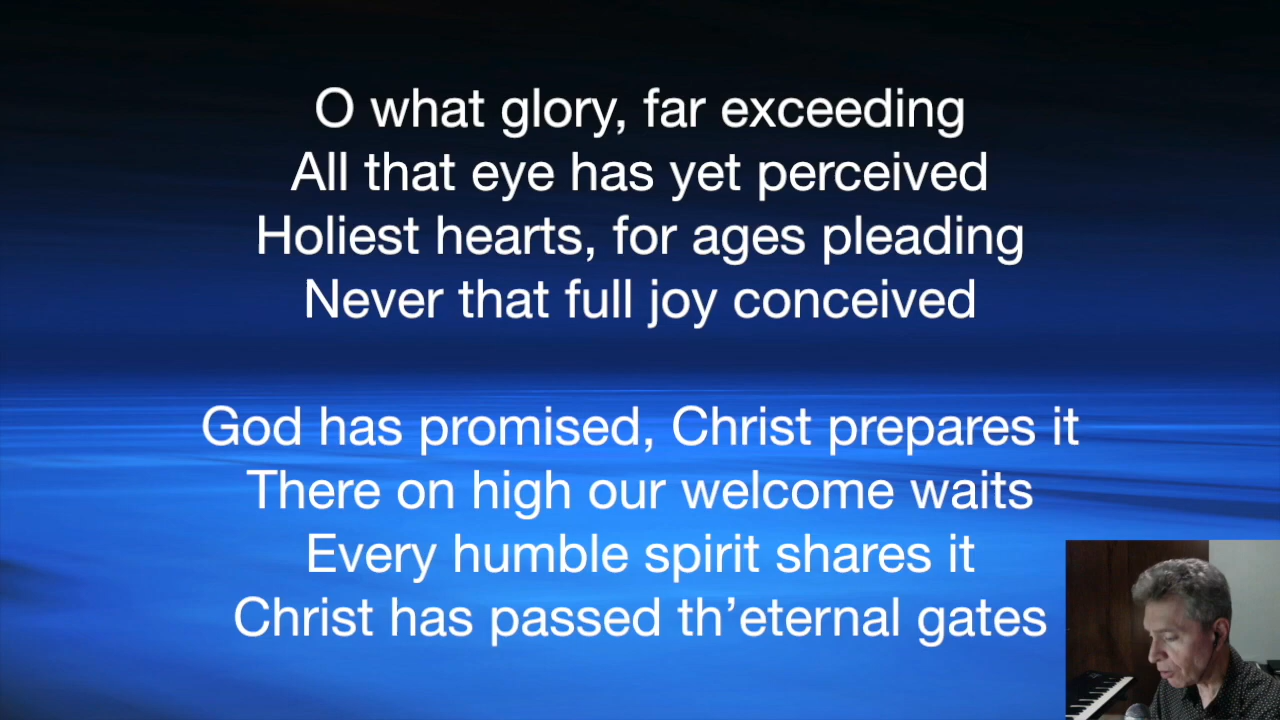 O what glory, far exceeding
All that eye has yet perceived
Holiest hearts, for ages pleading
Never that full joy conceived
God has promised, Christ prepares it
There on high our welcome waits
Every humble spirit shares it
Christ has passed th’eternal gates